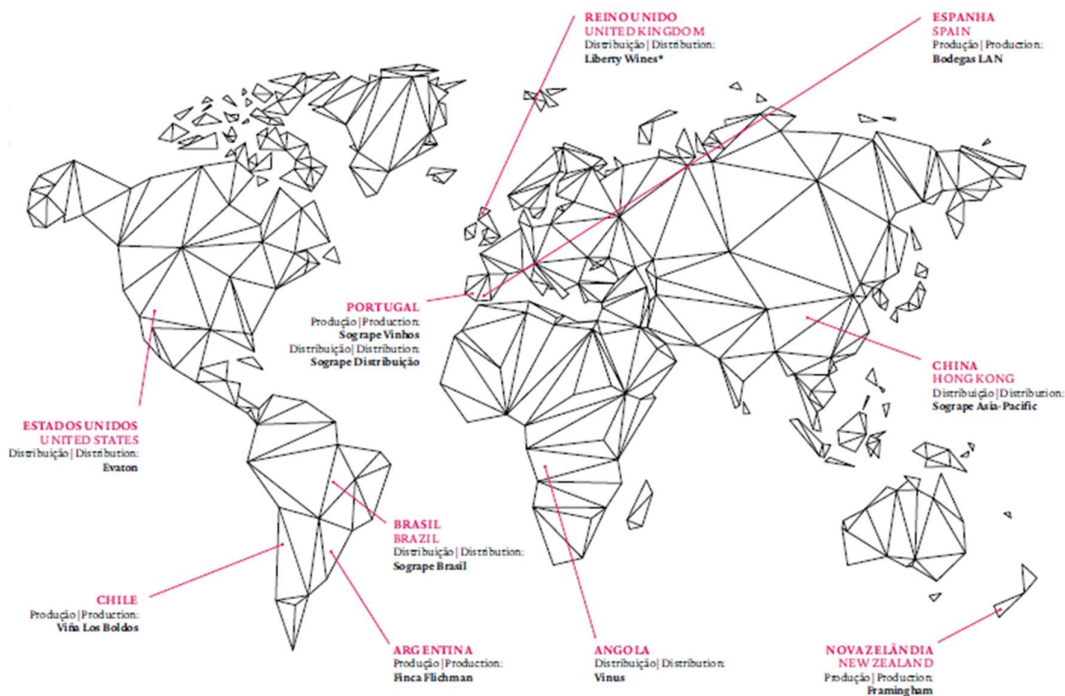 REINO UNIDO
UNITED KINGDOM
Distribuição | Distribution:
Liberty Wines*
ESPANHA
SPAIN
Produção | Production:
Bodegas LAN
PORTUGAL
Produção | Production:
Sogrape Vinhos
Distribuição | Distribution:
Sogrape Distribuição
CHINA
HONG KONG
Distribuição | Distribution:
Sogrape Asia-Pacific
ESTADOS UNIDOS
UNITED STATES
Distribuição | Distribution:
Evaton
BRASIL
BRAZIL
Distribuição | Distribution:
Sogrape Brasil
CHILE
Produção | Production:
Viña Los Boldos
ARGENTINA
Produção | Production:
Finca Flichman
ANGOLA
Distribuição | Distribution:
Vinus
NOVA ZELÂNDIA
NEW ZEALAND
Produção | Production:
Framingham